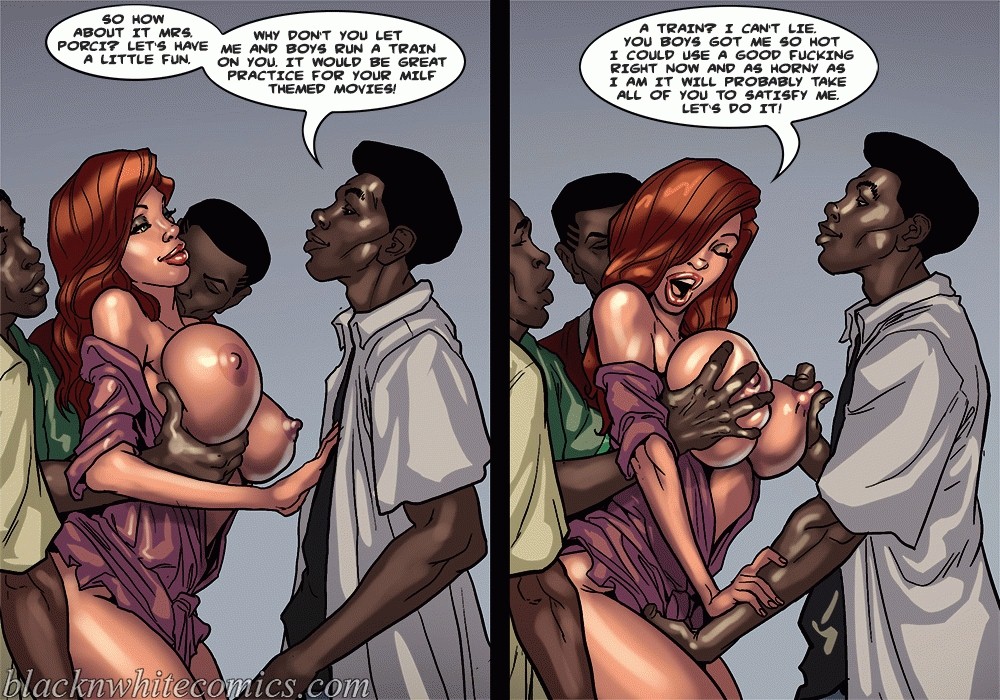 SO HOW
ABOUT IT MRS.
PORCI? LET'S HAVE
A LITTLE FUN.
WHY DON'T YOU LET
ME AND BOYS RUN A TRAIN
ON YOU. IT WOULD BE GREAT
PRACTICE FOR YOUR MILF
THEMED MOVIES!
A TRAIN? I CAN'T LIE.
YOU BOYS GOT ME SO HOT
I COULD USE A GOOD FUCKING
RIGHT NOW AND AS HORNY AS
I AM IT WILL PROBABLY TAKE
ALL OF YOU TO SATISFY ME.
LET'S DO IT!
blacknwhitecomics.com